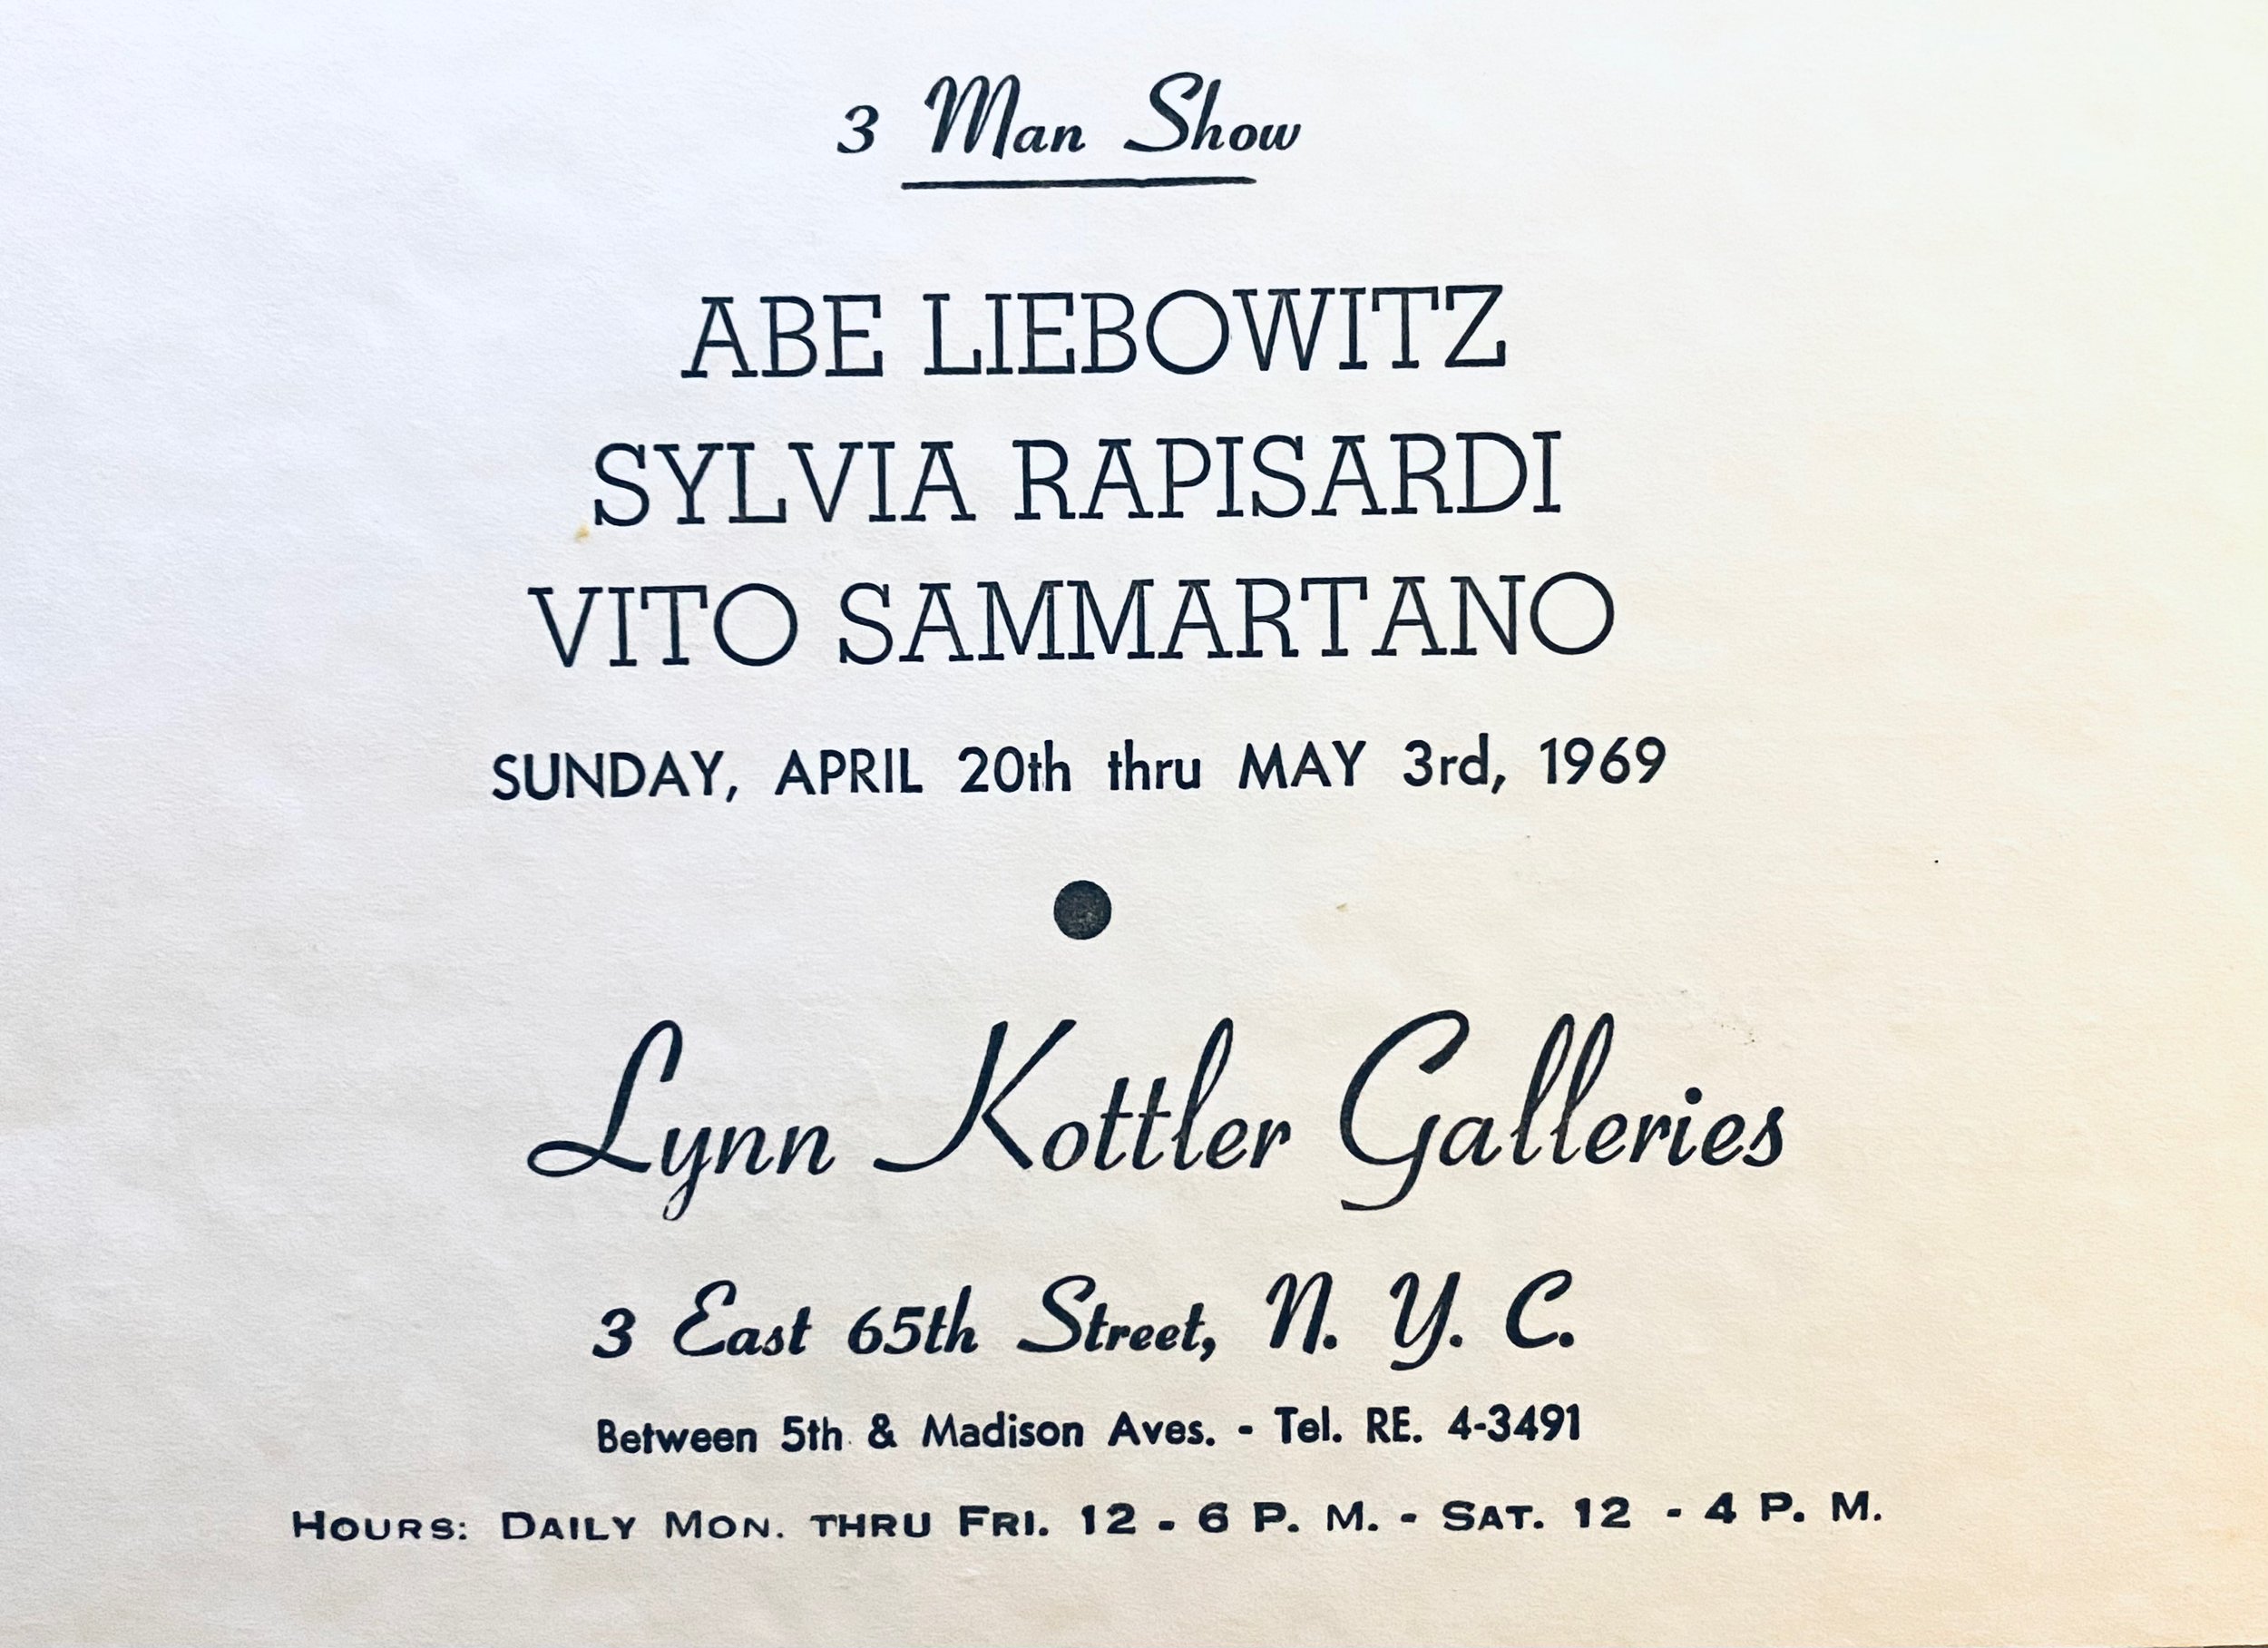 3 Man Show
ABE LIEBOWITZ
SYLVIA RAPISARDI
VITO SAMMARTANO
SUNDAY, APRIL 20th thru MAY 3rd, 1969
Lynn Kottler Galleries
3 East 65th Street, N. Y. C.
Between 5th & Madison Aves. - Tel. RE. 4-3491
HOURS: DAILY MON. THRU FRI. 12 - 6 P. M. - SAT. 12 - 4 P. M.